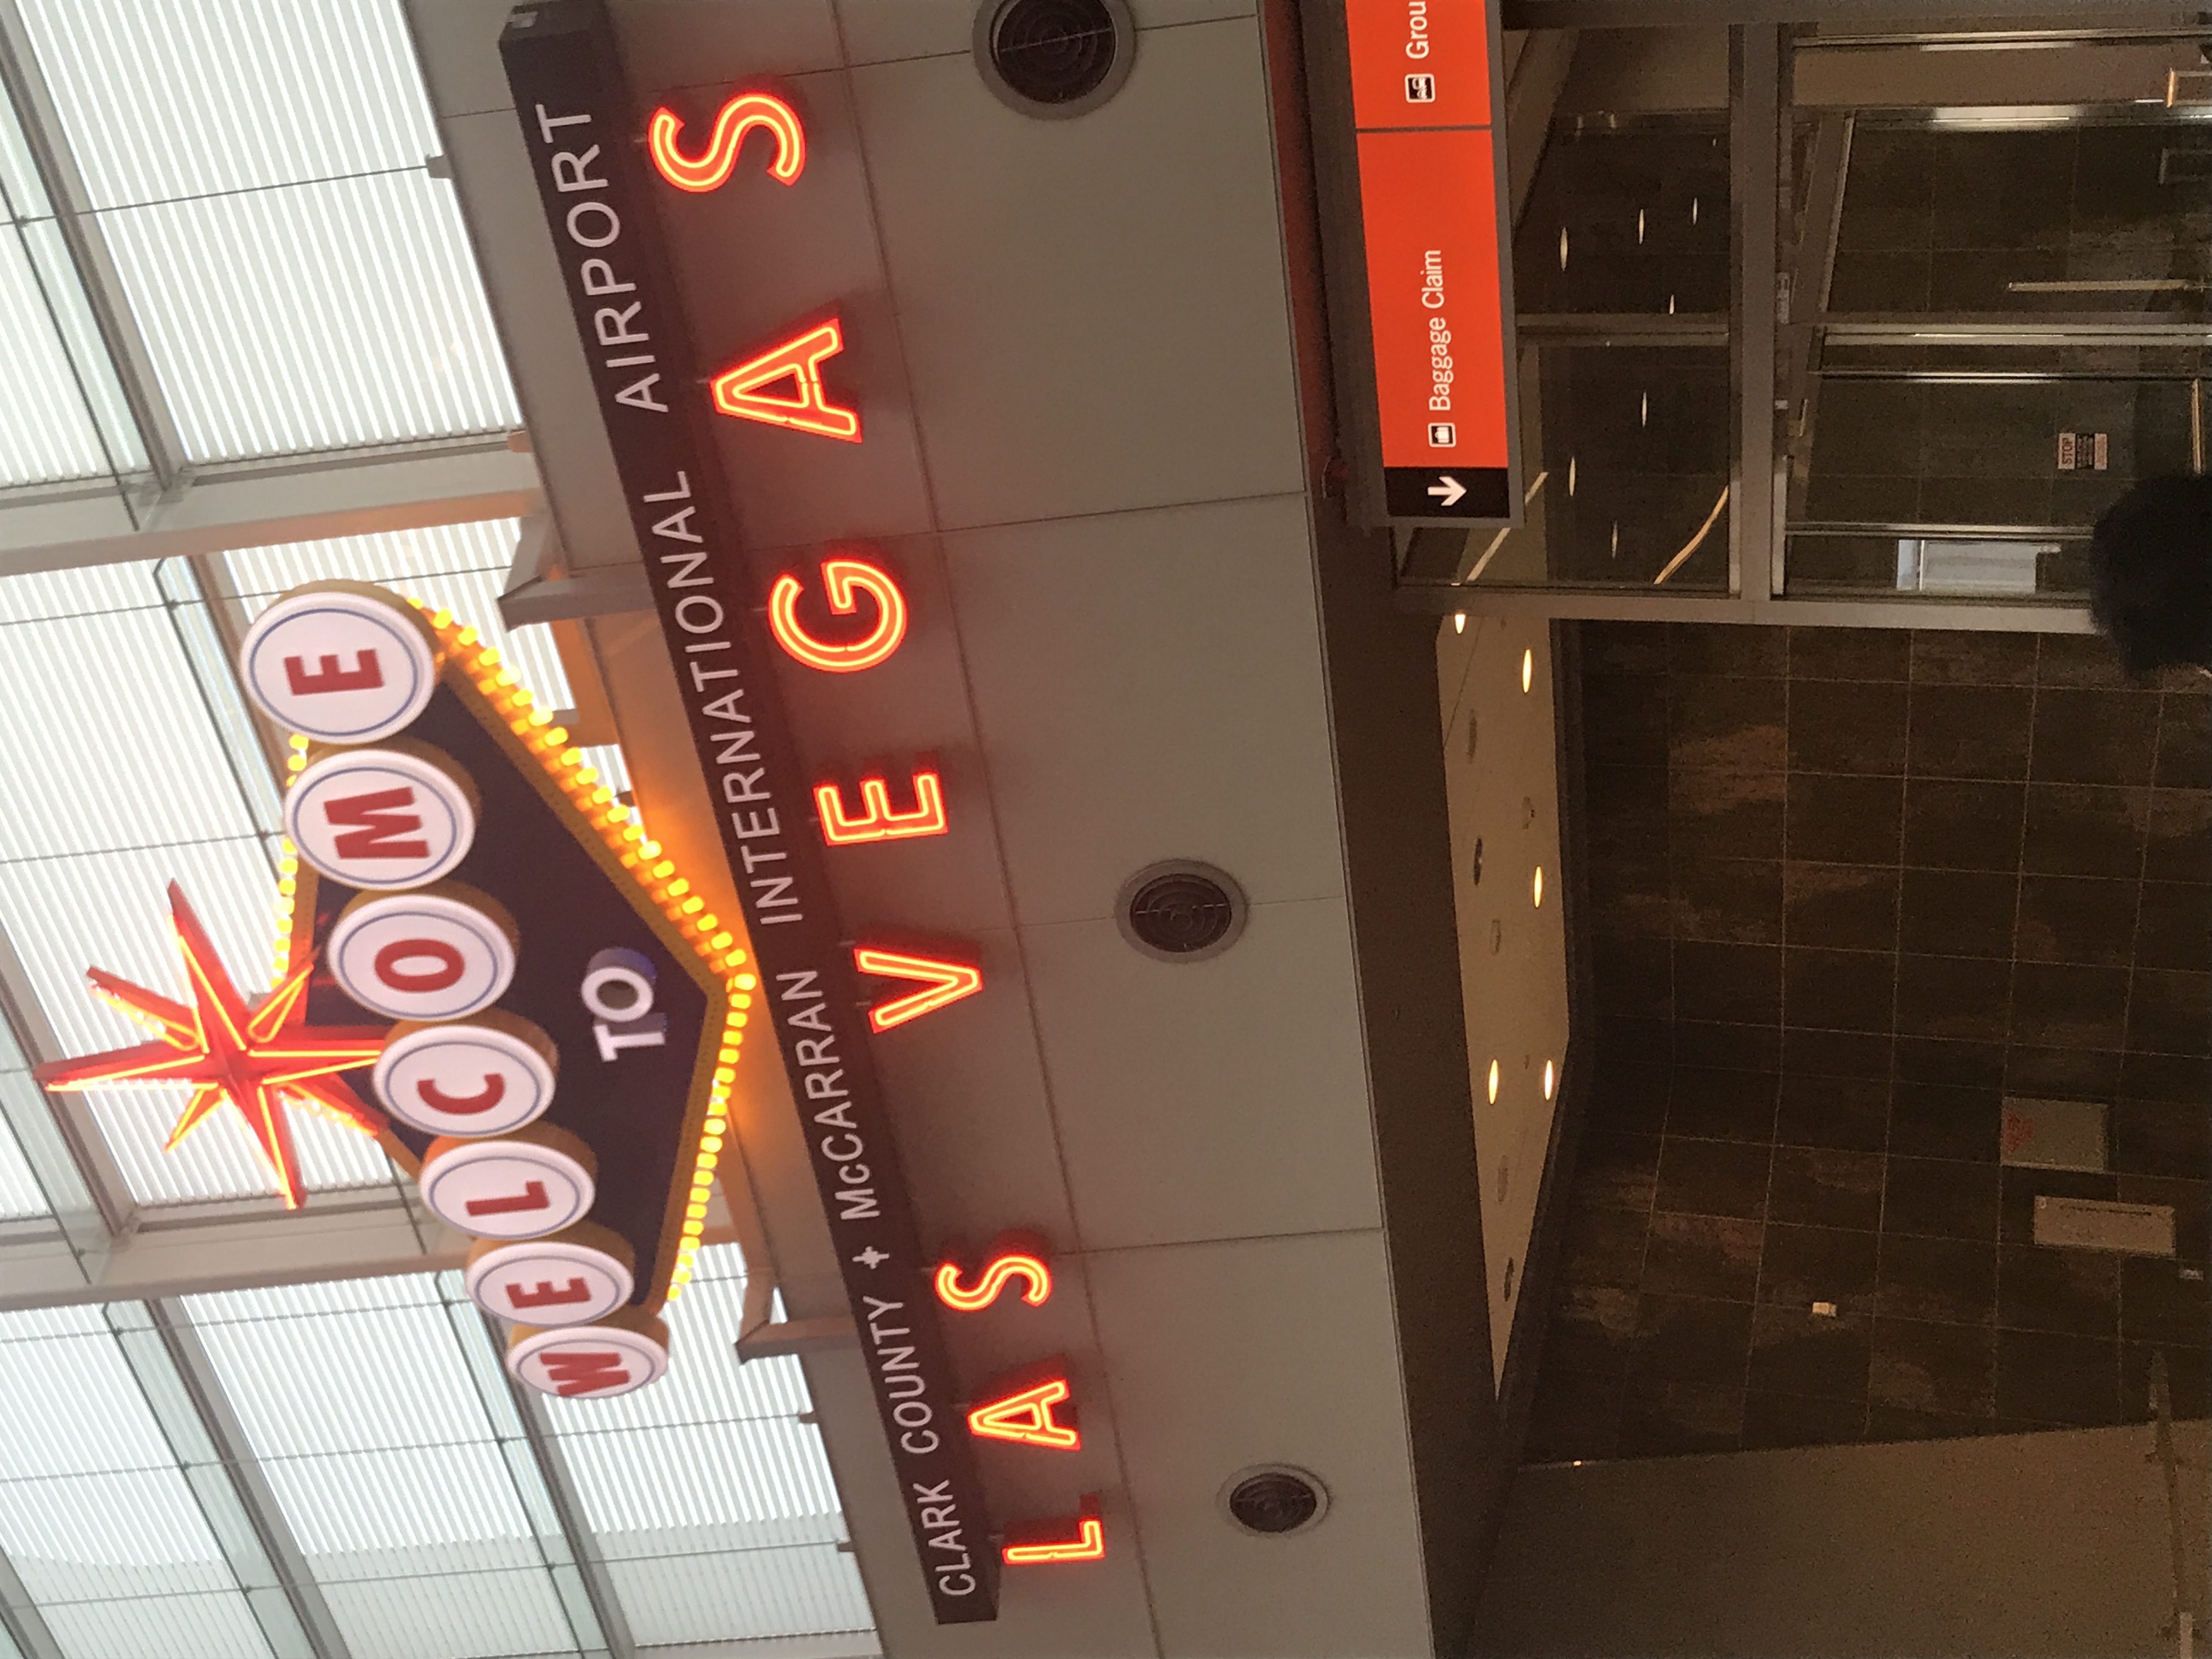 WELCOME
TO
CLARK COUNTY + McCARRAN INTERNATIONAL AIRPORT
LAS VEGAS
Baggage Claim
Grou
STOP